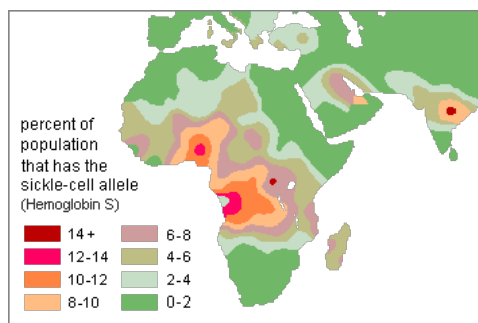 percent of
population
that has the
sickle-cell allele
(Hemoglobin S)
14+
12-14
10-12
8-10
6-8
4-6
2-4
0-2